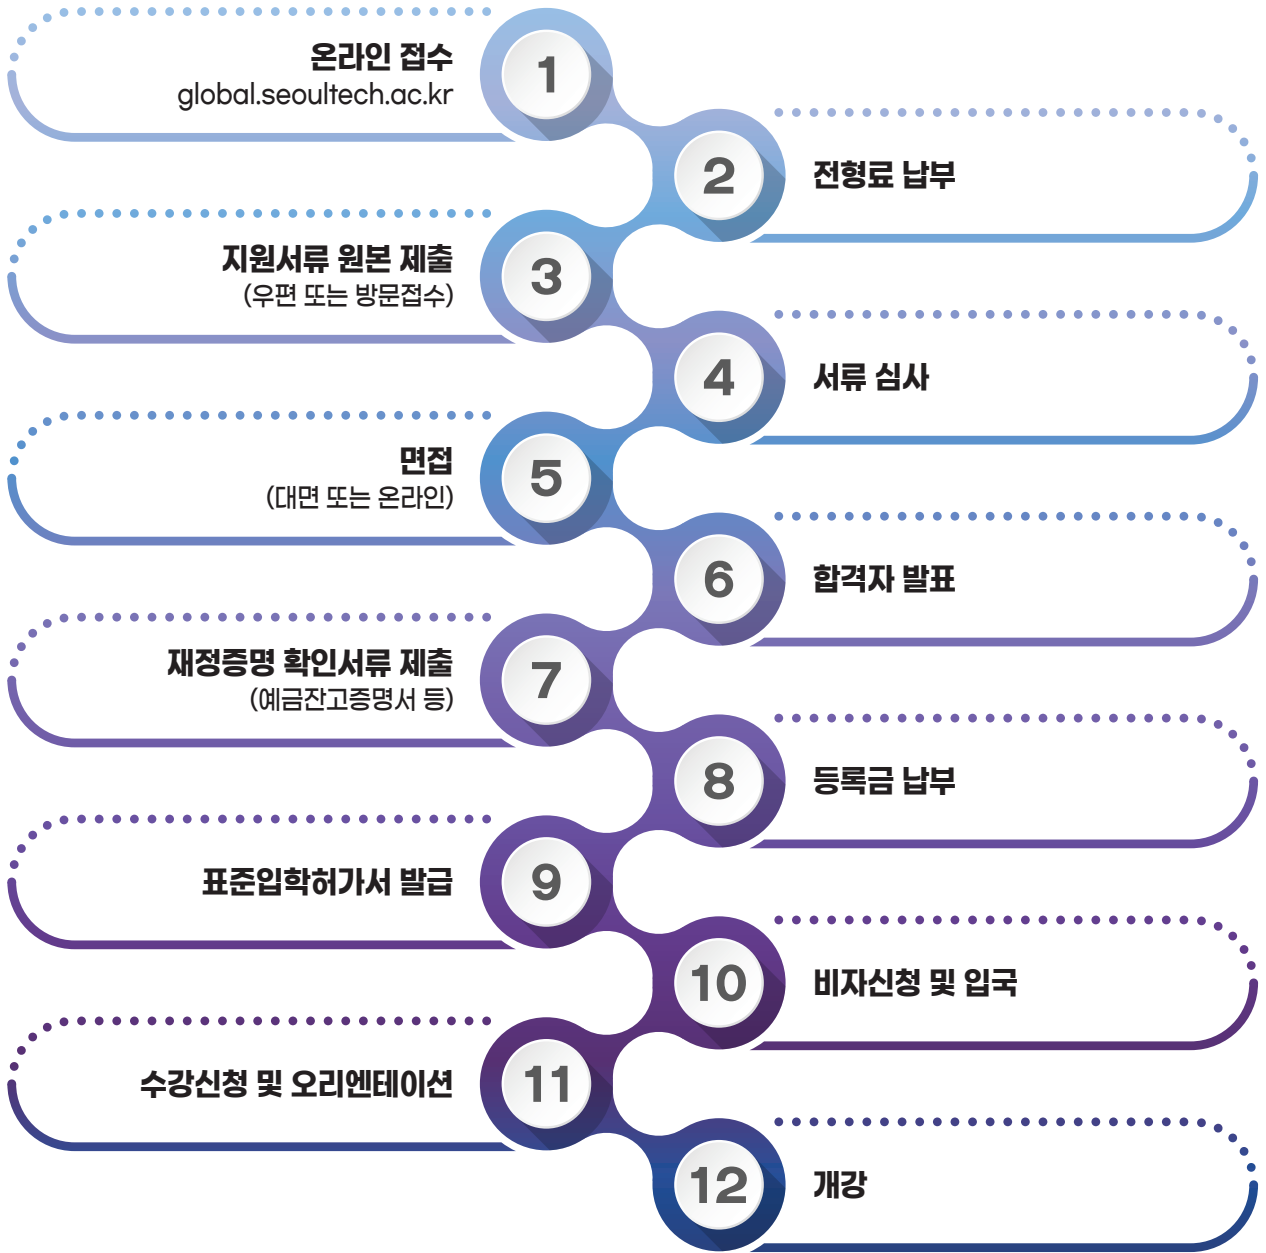 온라인 접수
global.seoultech.ac.kr
1
2
전형료 납부
지원서류 원본 제출
(우편 또는 방문접수)
3
4
서류 심사
면접
(대면 또는 온라인)
5
6
합격자 발표
재정증명 확인서류 제출
(예금잔고증명서 등)
7
8
등록금 납부
표준입학허가서 발급
9
10
비자신청 및 입국
수강신청 및 오리엔테이션
11
12
개강